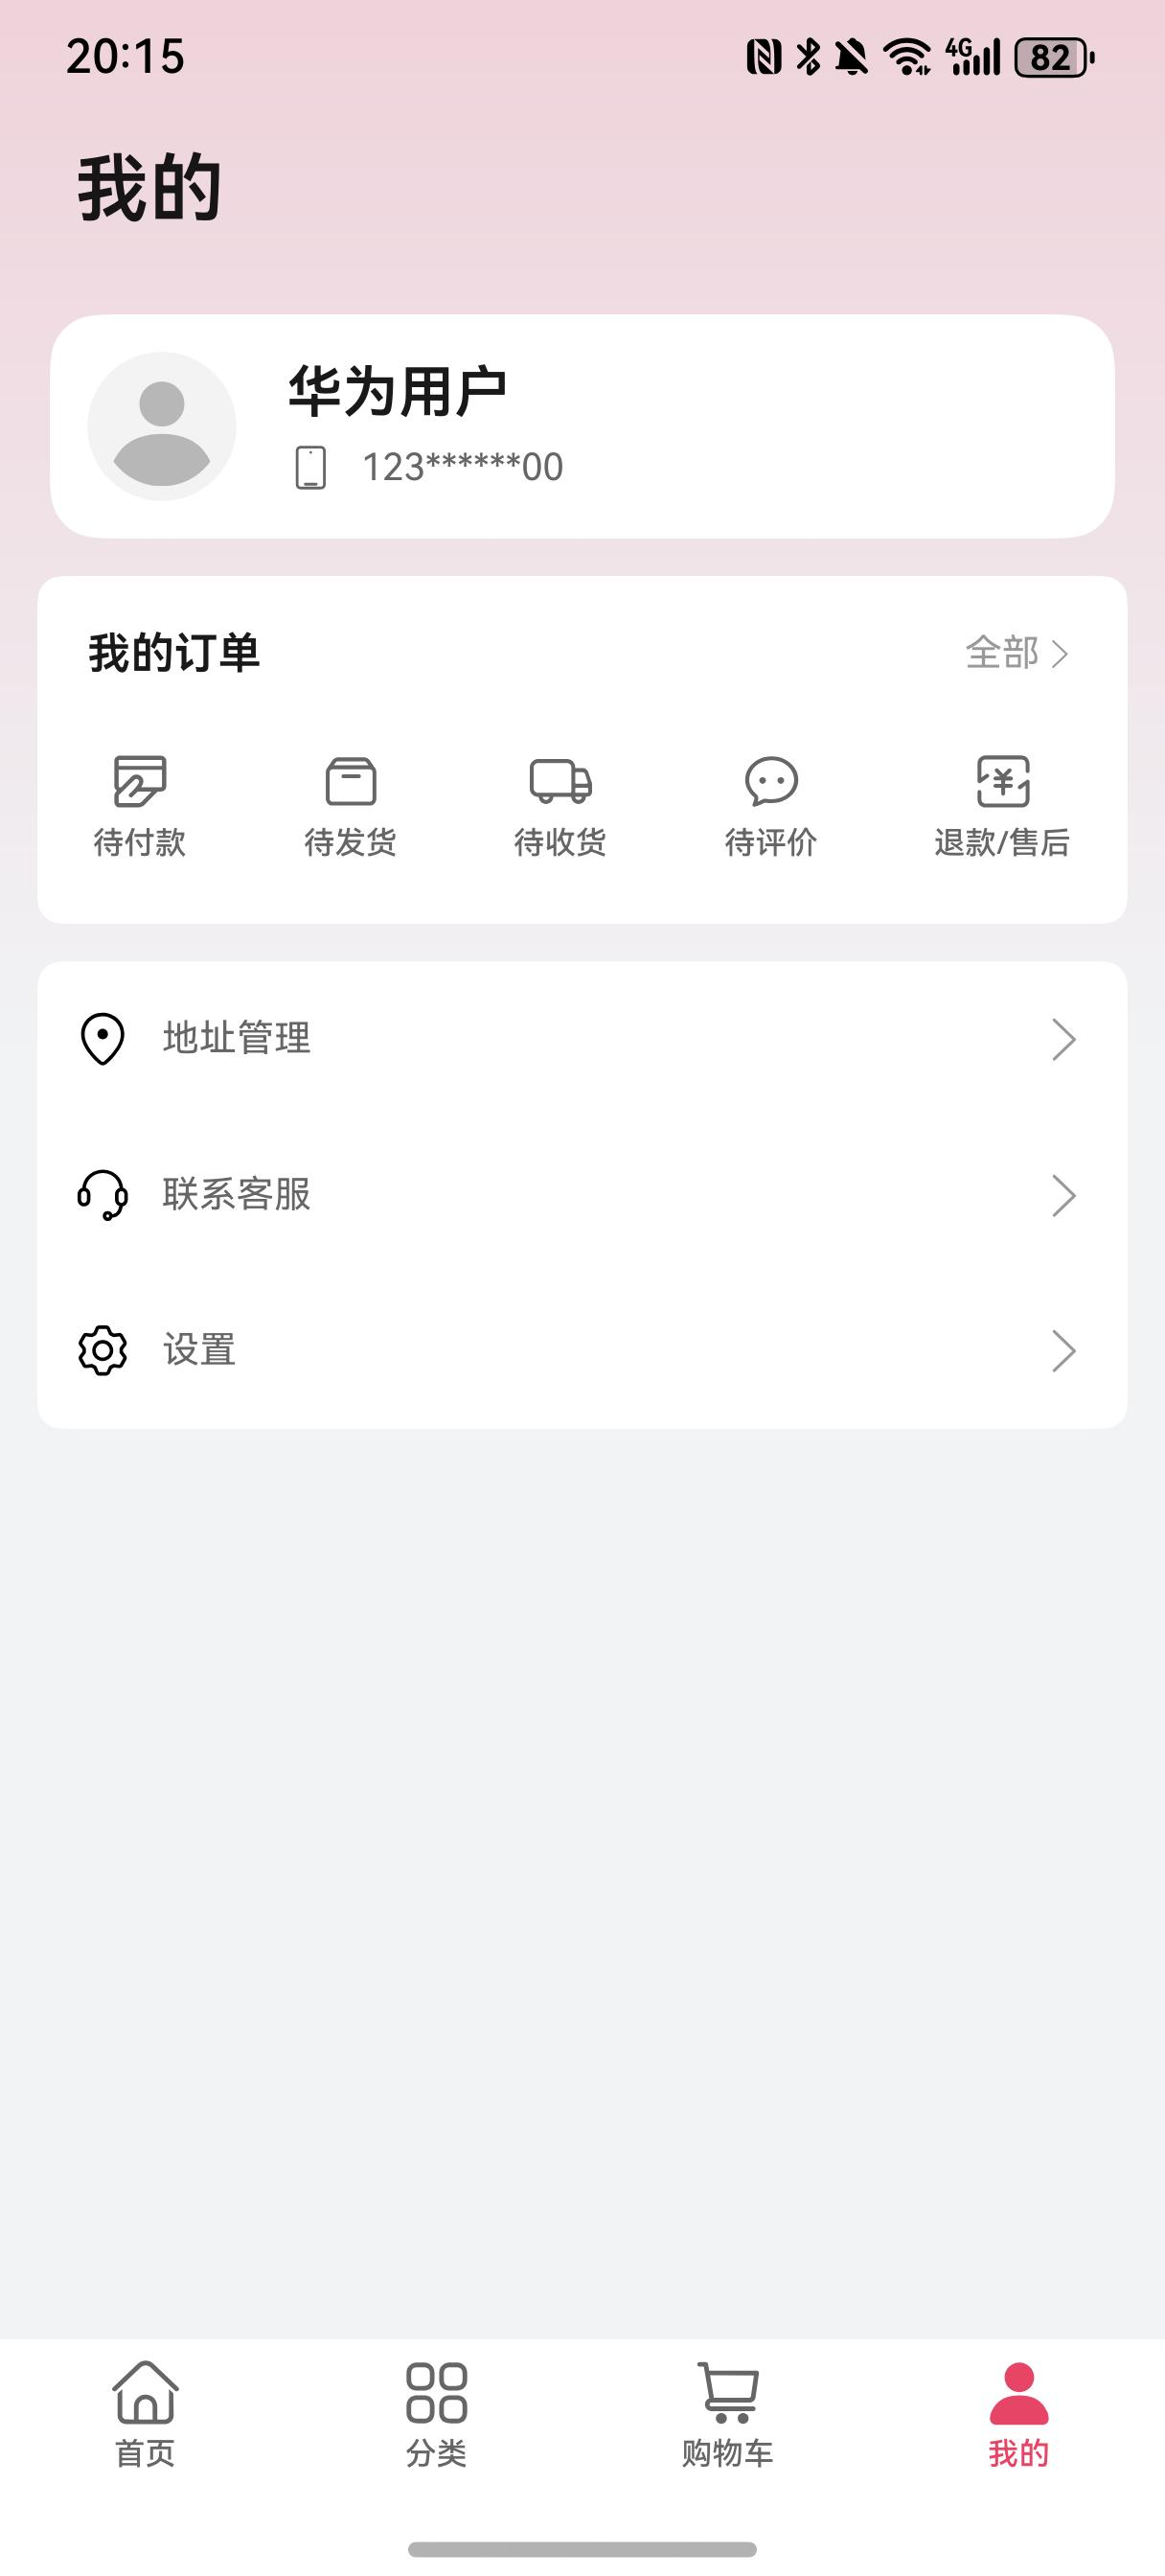 20:15
4G
82
我的
华为用户
123******00
我的订单
全部
待付款
待发货
待收货
待评价
退款/售后
地址管理
联系客服
设置
首页
分类
购物车
我的